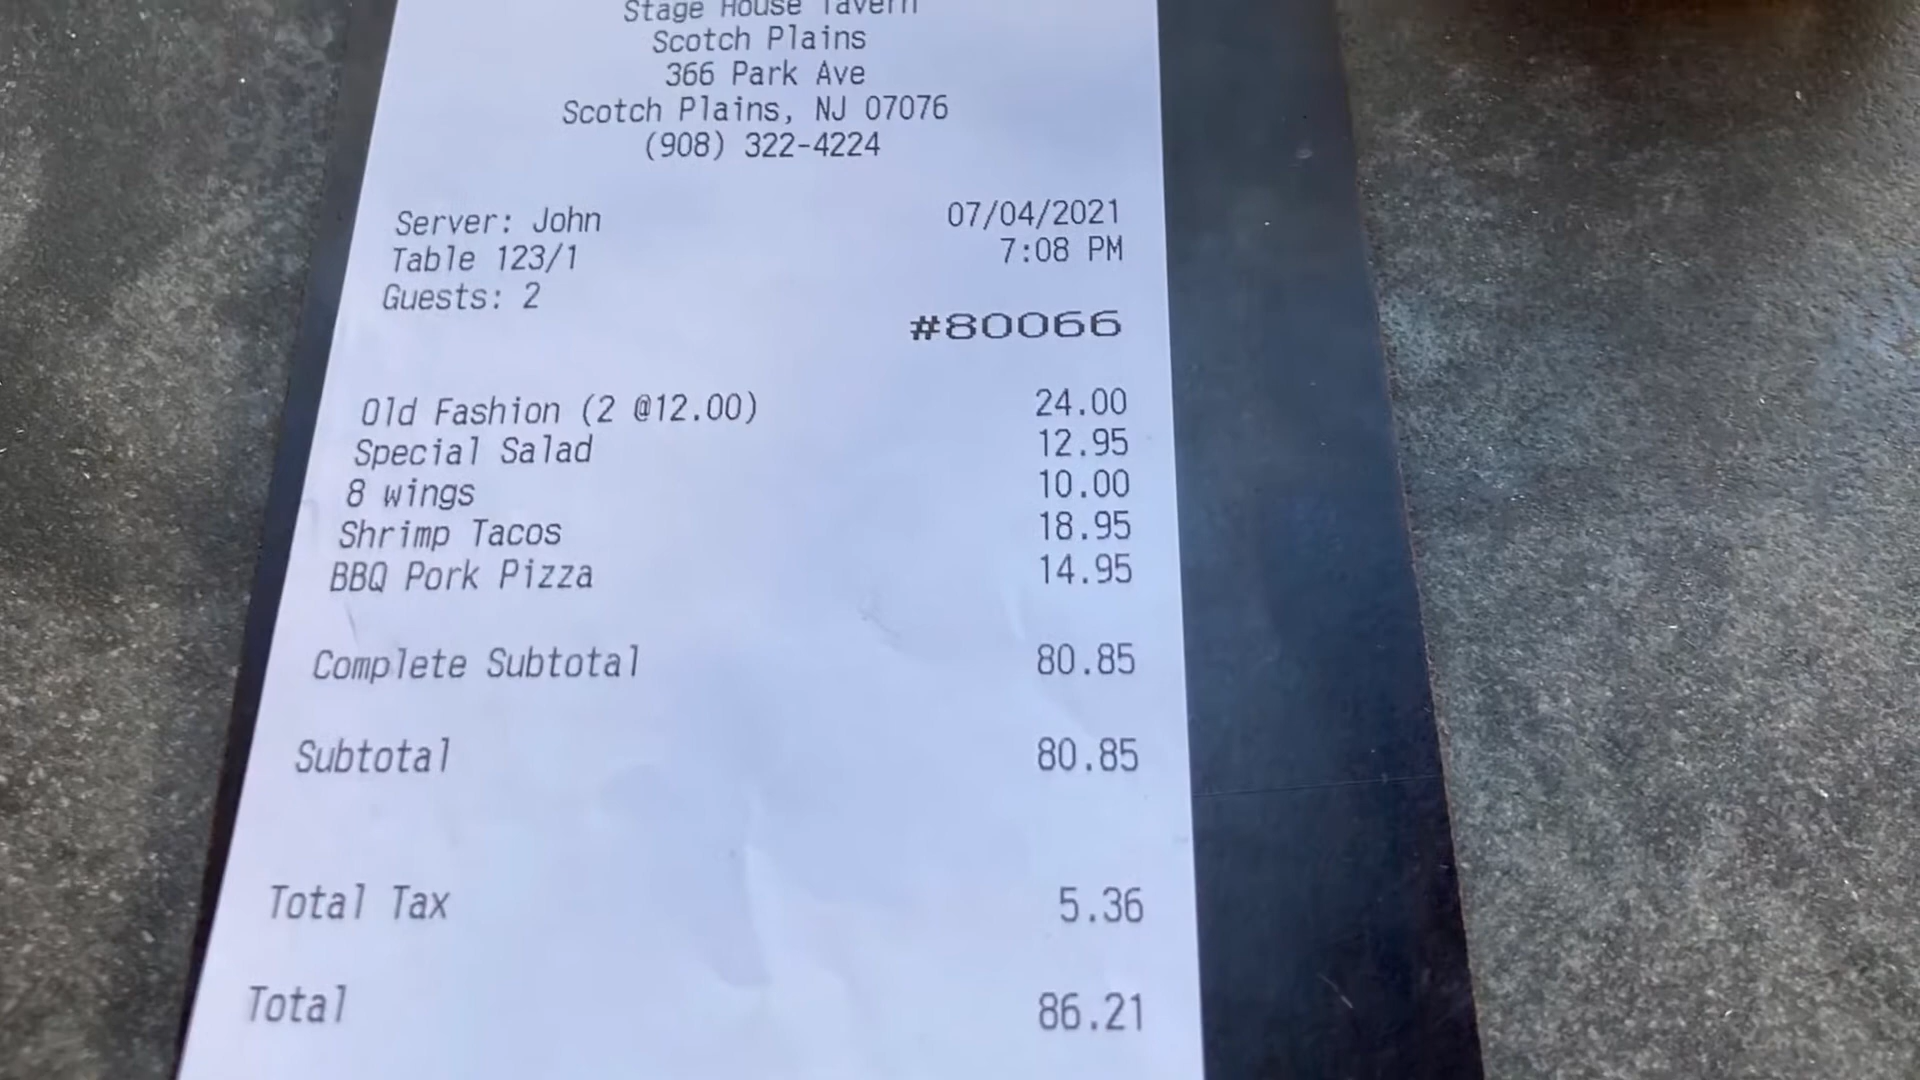 Stage House Tavern
Scotch Plains
366 Park Ave
Scotch Plains, NJ 07076
(908) 322-4224
Server: John 07/04/2021
Table 123/1 7:08 PM
Guests: 2
#80066
Old Fashion (2 @12.00) 24.00
Special Salad 12.95
8 wings 10.00
Shrimp Tacos 18.95
BBQ Pork Pizza 14.95
Complete Subtotal 80.85
Subtotal 80.85
Total Tax 5.36
Total 86.21